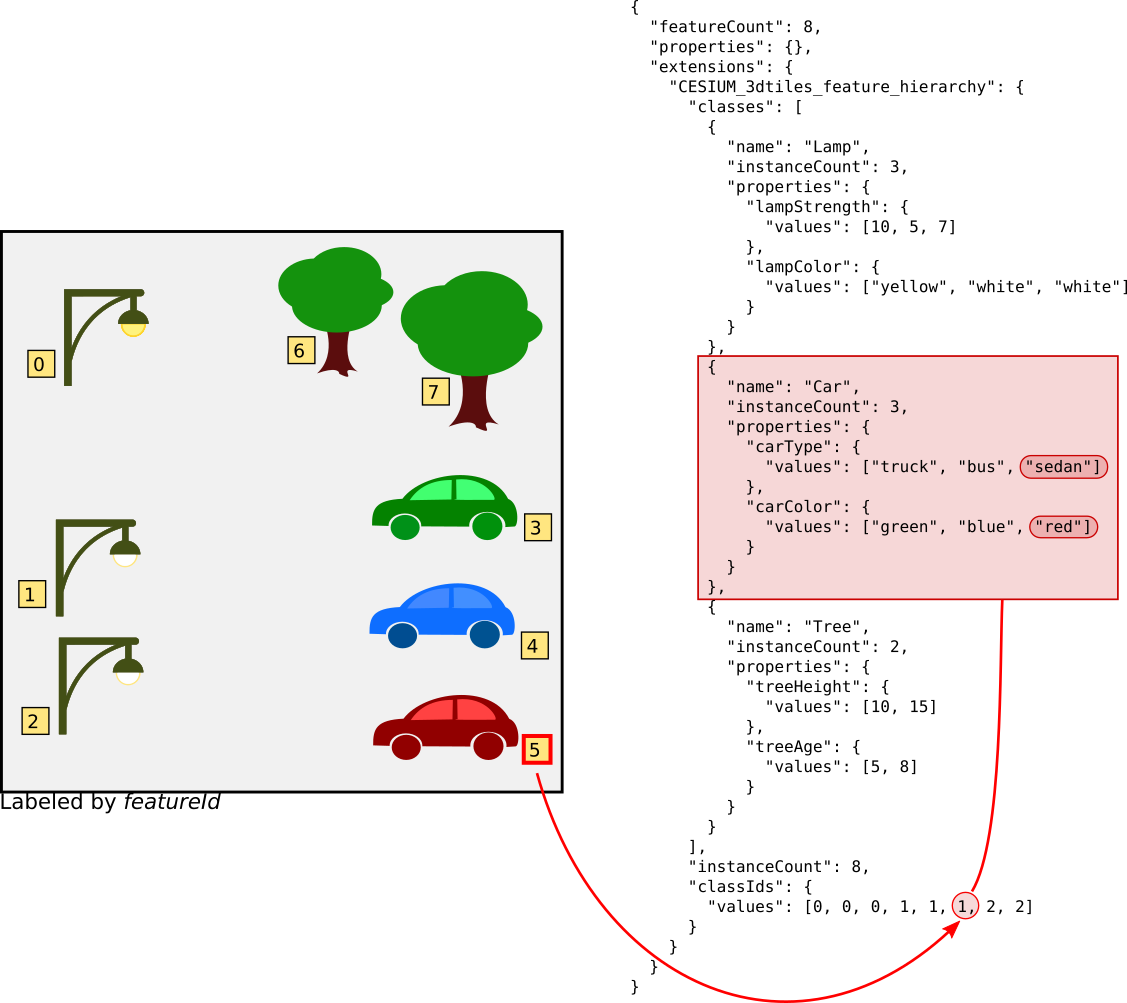 0
6
7
3
1
4
2
5
Labeled by featureId
{
  "featureCount": 8,
  "properties": {},
  "extensions": {
    "CESIUM_3dtiles_feature_hierarchy": {
      "classes": [
        {
          "name": "Lamp",
          "instanceCount": 3,
          "properties": {
            "lampStrength": {
              "values": [10, 5, 7]
            },
            "lampColor": {
              "values": ["yellow", "white", "white"]
            }
          }
        },
        {
          "name": "Car",
          "instanceCount": 3,
          "properties": {
            "carType": {
              "values": ["truck", "bus", "sedan"]
            },
            "carColor": {
              "values": ["green", "blue", "red"]
            }
          }
        },
        {
          "name": "Tree",
          "instanceCount": 2,
          "properties": {
            "treeHeight": {
              "values": [10, 15]
            },
            "treeAge": {
              "values": [5, 8]
            }
          }
        }
      ],
      "instanceCount": 8,
      "classIds": {
        "values": [0, 0, 0, 1, 1, 1, 2, 2]
      }
    }
  }
}